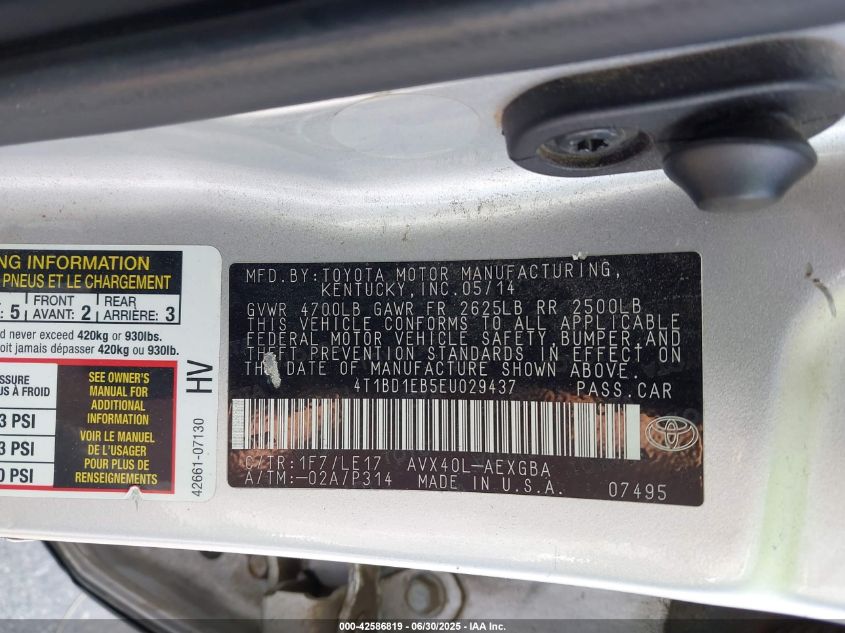 NG INFORMATION
PNEUS ET LE CHARGEMENT
5 FRONT AVANT: 2 REAR ARRIÈRE: 3
d never exceed 420kg or 930lbs.
oit jamais dépasser 420kg ou 930lb.
ESSURE
S À FROID
3 PSI
3 PSI
0 PSI
SEE OWNER'S
MANUAL FOR
ADDITIONAL
INFORMATION
VOIR LE MANUEL
DE L'USAGER
POUR PLUS DE
RENSEIGNEMENTS
HV
42661-07130
MFD.BY:TOYOTA MOTOR MANUFACTURING,
KENTUCKY, INC.05/14
GVWR 4700LB GAWR FR 2625LB RR 2500LB
THIS VEHICLE CONFORMS TO ALL APPLICABLE
FEDERAL MOTOR VEHICLE SAFETY,BUMPER,AND
THEFT PREVENTION STANDARDS IN EFFECT ON
THE DATE OF MANUFACTURE SHOWN ABOVE.
4T1BD1EB5EU029437 PASS.CAR
C/TR:1F7/LE17 AVX40L-AEXGBA
A/TM:-02A/P314 MADE IN U.S.A. 07495
000-42586819 - 06/30/2025 - IAA Inc.